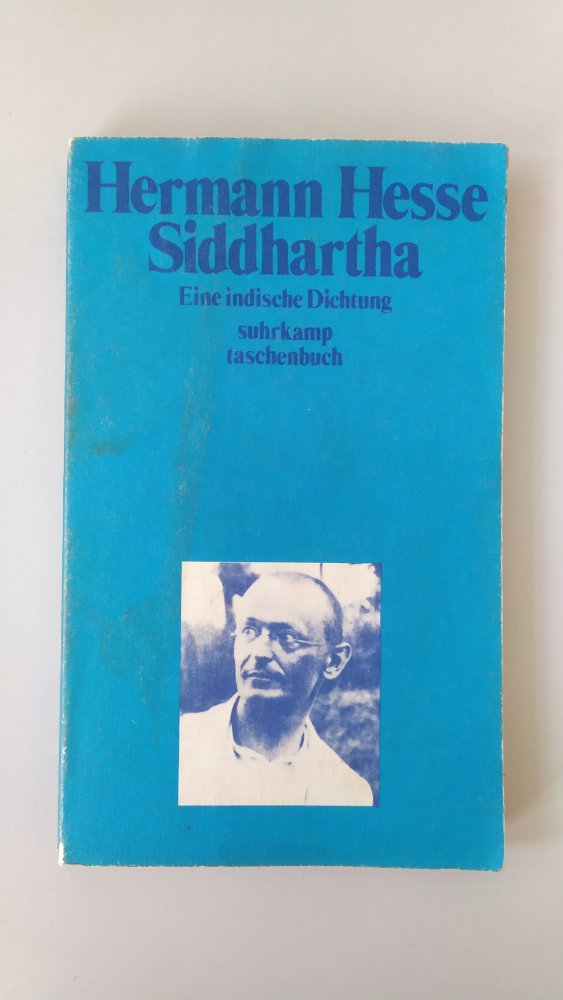 Hermann Hesse
Siddhartha
Eine indische Dichtung
suhrkamp
taschenbuch